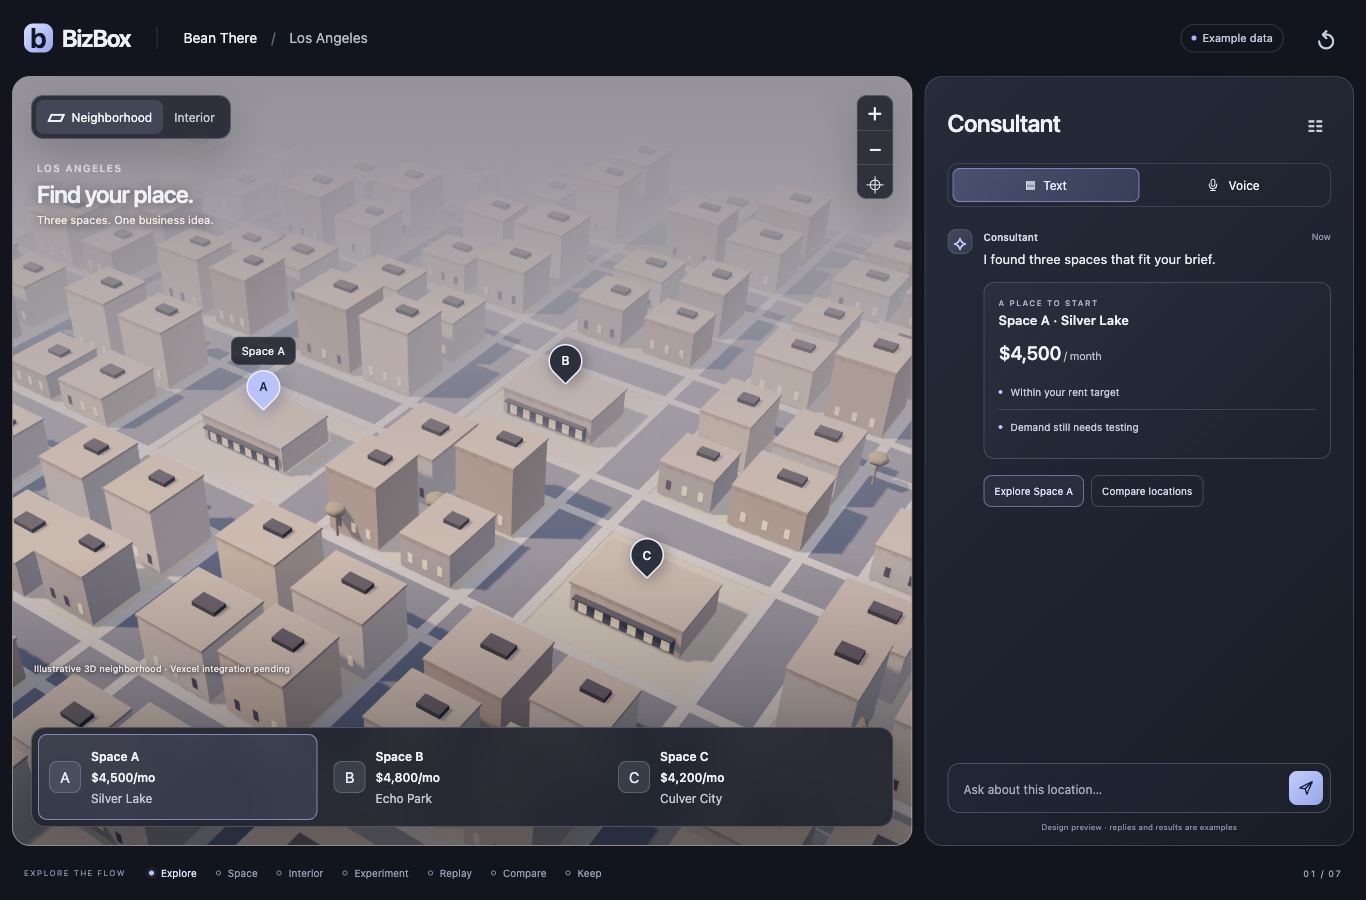 b BizBox
Bean There / Los Angeles
Example data
Neighborhood
Interior
LOS ANGELES
Find your place.
Three spaces. One business idea.
Space A
A
B
C
Illustrative 3D neighborhood · Vexcel integration pending
A
Space A
$4,500/mo
Silver Lake
B
Space B
$4,800/mo
Echo Park
C
Space C
$4,200/mo
Culver City
Consultant
Text
Voice
Consultant
Now
I found three spaces that fit your brief.
A PLACE TO START
Space A · Silver Lake
$4,500 / month
Within your rent target
Demand still needs testing
Explore Space A
Compare locations
Ask about this location...
Design preview · replies and results are examples
EXPLORE THE FLOW
Explore
Space
Interior
Experiment
Replay
Compare
Keep
01 / 07